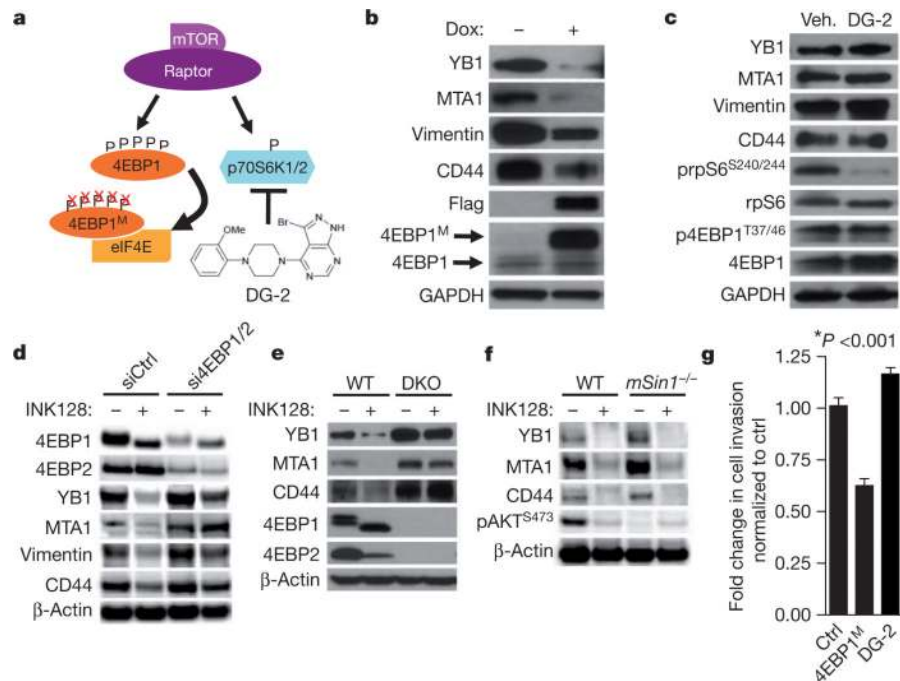 a
mTOR
Raptor
P P P P P
P
4EBP1
p70S6K1/2
P P P P P
4EBP1M
eIF4E
OMe
Br
N
NH
N
N
N
N
DG-2
b
Dox: – +
YB1
MTA1
Vimentin
CD44
Flag
4EBP1M
4EBP1
GAPDH
c
Veh. DG-2
YB1
MTA1
Vimentin
CD44
prpS6S240/244
rpS6
p4EBP1T37/46
4EBP1
GAPDH
d
siCtrl si4EBP1/2
INK128: – + – +
4EBP1
4EBP2
YB1
MTA1
Vimentin
CD44
β-Actin
e
WT DKO
INK128: – + – +
YB1
MTA1
CD44
4EBP1
4EBP2
β-Actin
f
WT mSin1–/–
INK128: – + – +
YB1
MTA1
CD44
pAKTS473
β-Actin
g
*P <0.001
Fold change in cell invasion
normalized to ctrl
1.25
1.00
0.75
0.50
0.25
0.00
Ctrl
4EBP1M
DG-2